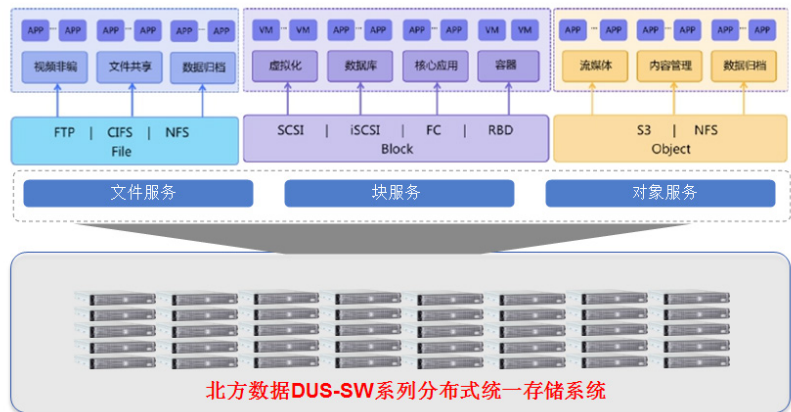 APP ... APP APP ... APP APP ... APP
VM ... VM APP ... APP APP ... APP VM VM
APP ... APP APP ... APP APP ... APP
视频非编 文件共享 数据归档
虚拟化 数据库 核心应用 容器
流媒体 内容管理 数据归档
FTP | CIFS | NFS
File
SCSI | iSCSI | FC | RBD
Block
S3 | NFS
Object
文件服务 块服务 对象服务
北方数据DUS-SW系列分布式统一存储系统